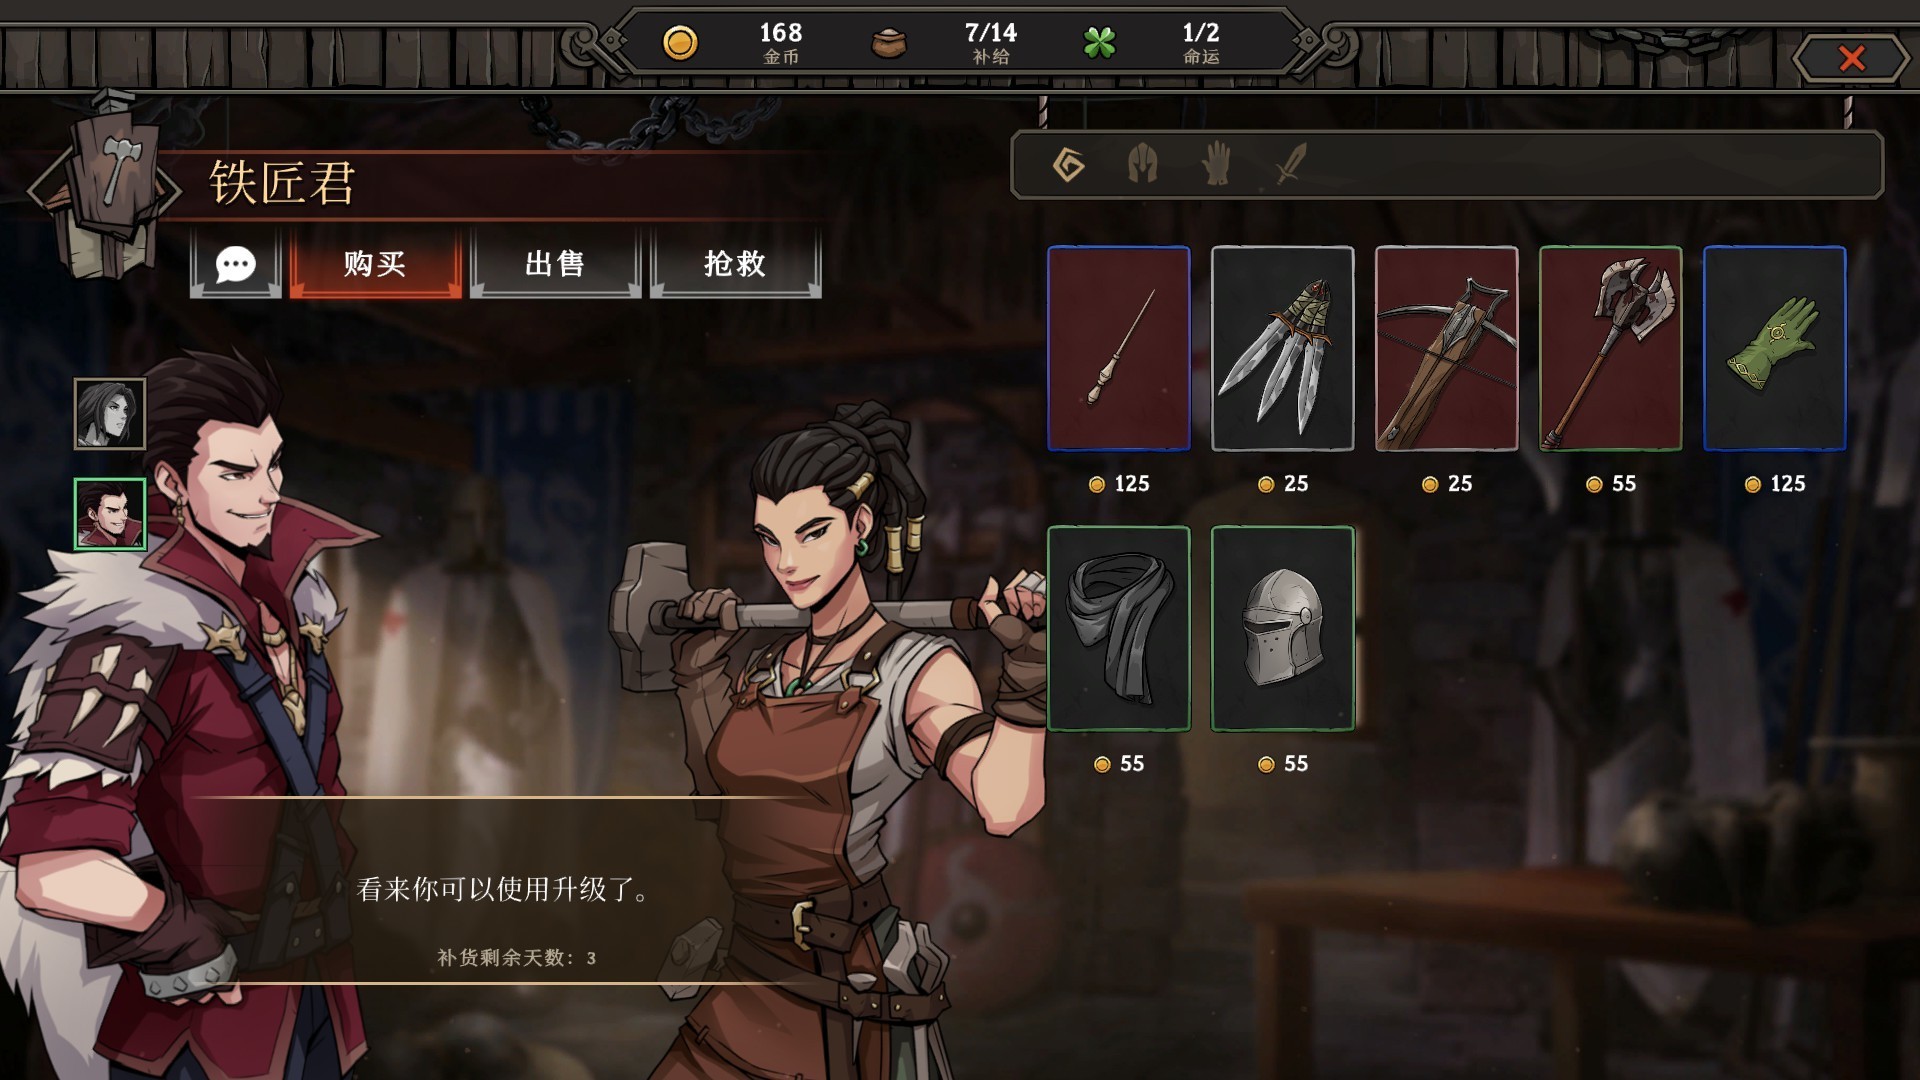 168
金币
7/14
补给
1/2
命运
铁匠君
购买
出售
抢救
125
25
25
55
125
55
55
看来你可以使用升级了。
补货剩余天数：3